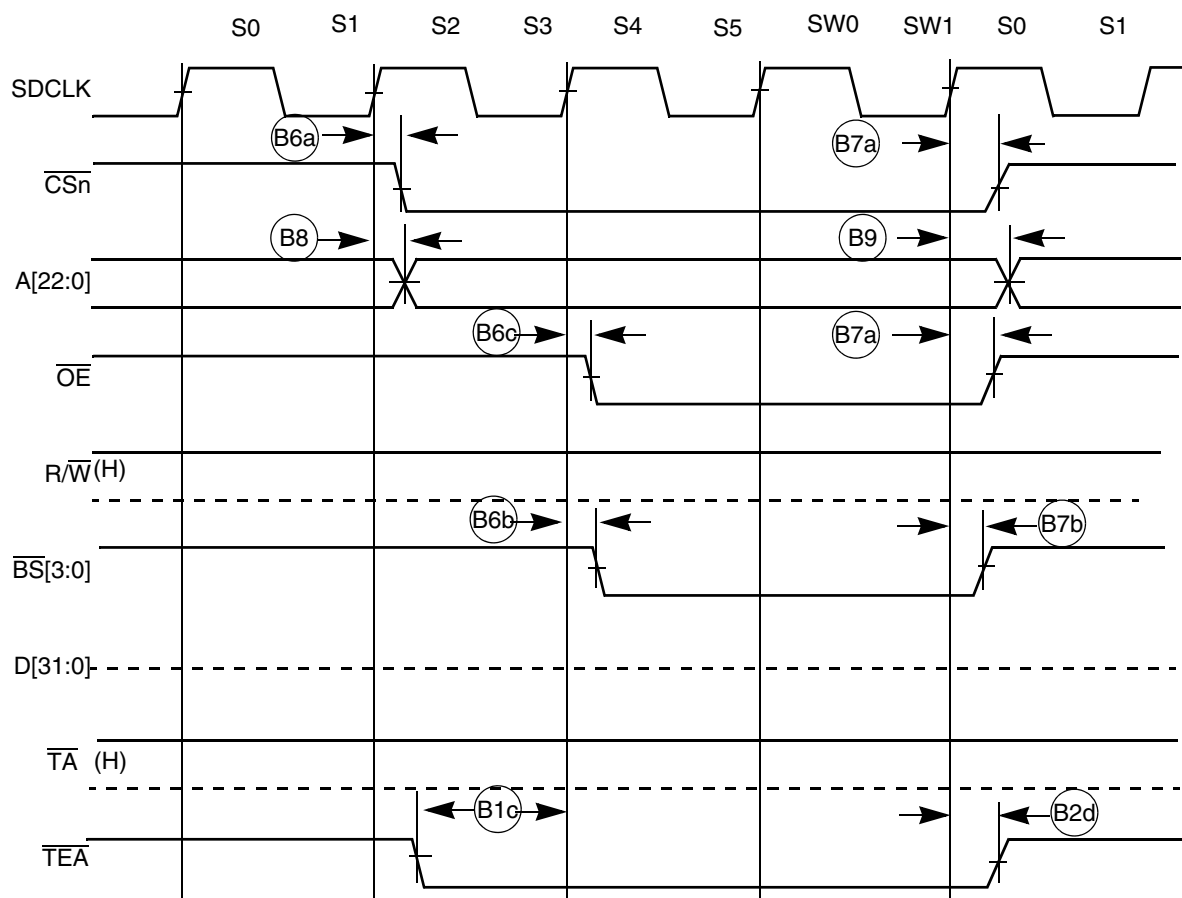 S0 S1 S2 S3 S4 S5 SW0 SW1 S0 S1
SDCLK
B6a B7a
CSn
B8 B9
A[22:0]
B6c B7a
OE
R/W (H)
B6b B7b
BS[3:0]
D[31:0]
TA (H)
B1c B2d
TEA